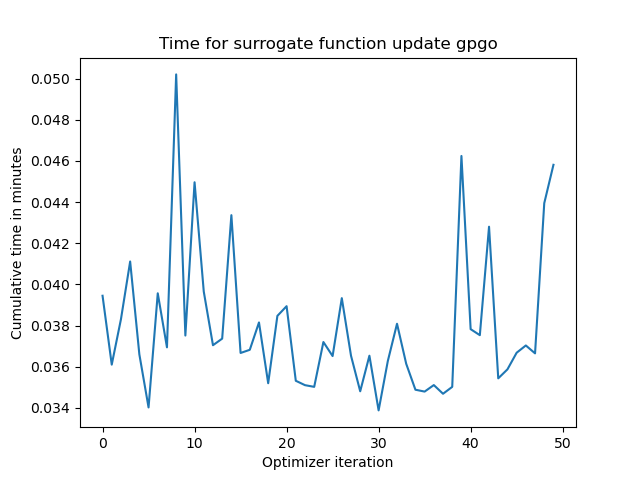 Time for surrogate function update gpgo
Cumulative time in minutes
0.050
0.048
0.046
0.044
0.042
0.040
0.038
0.036
0.034
0 10 20 30 40 50
Optimizer iteration